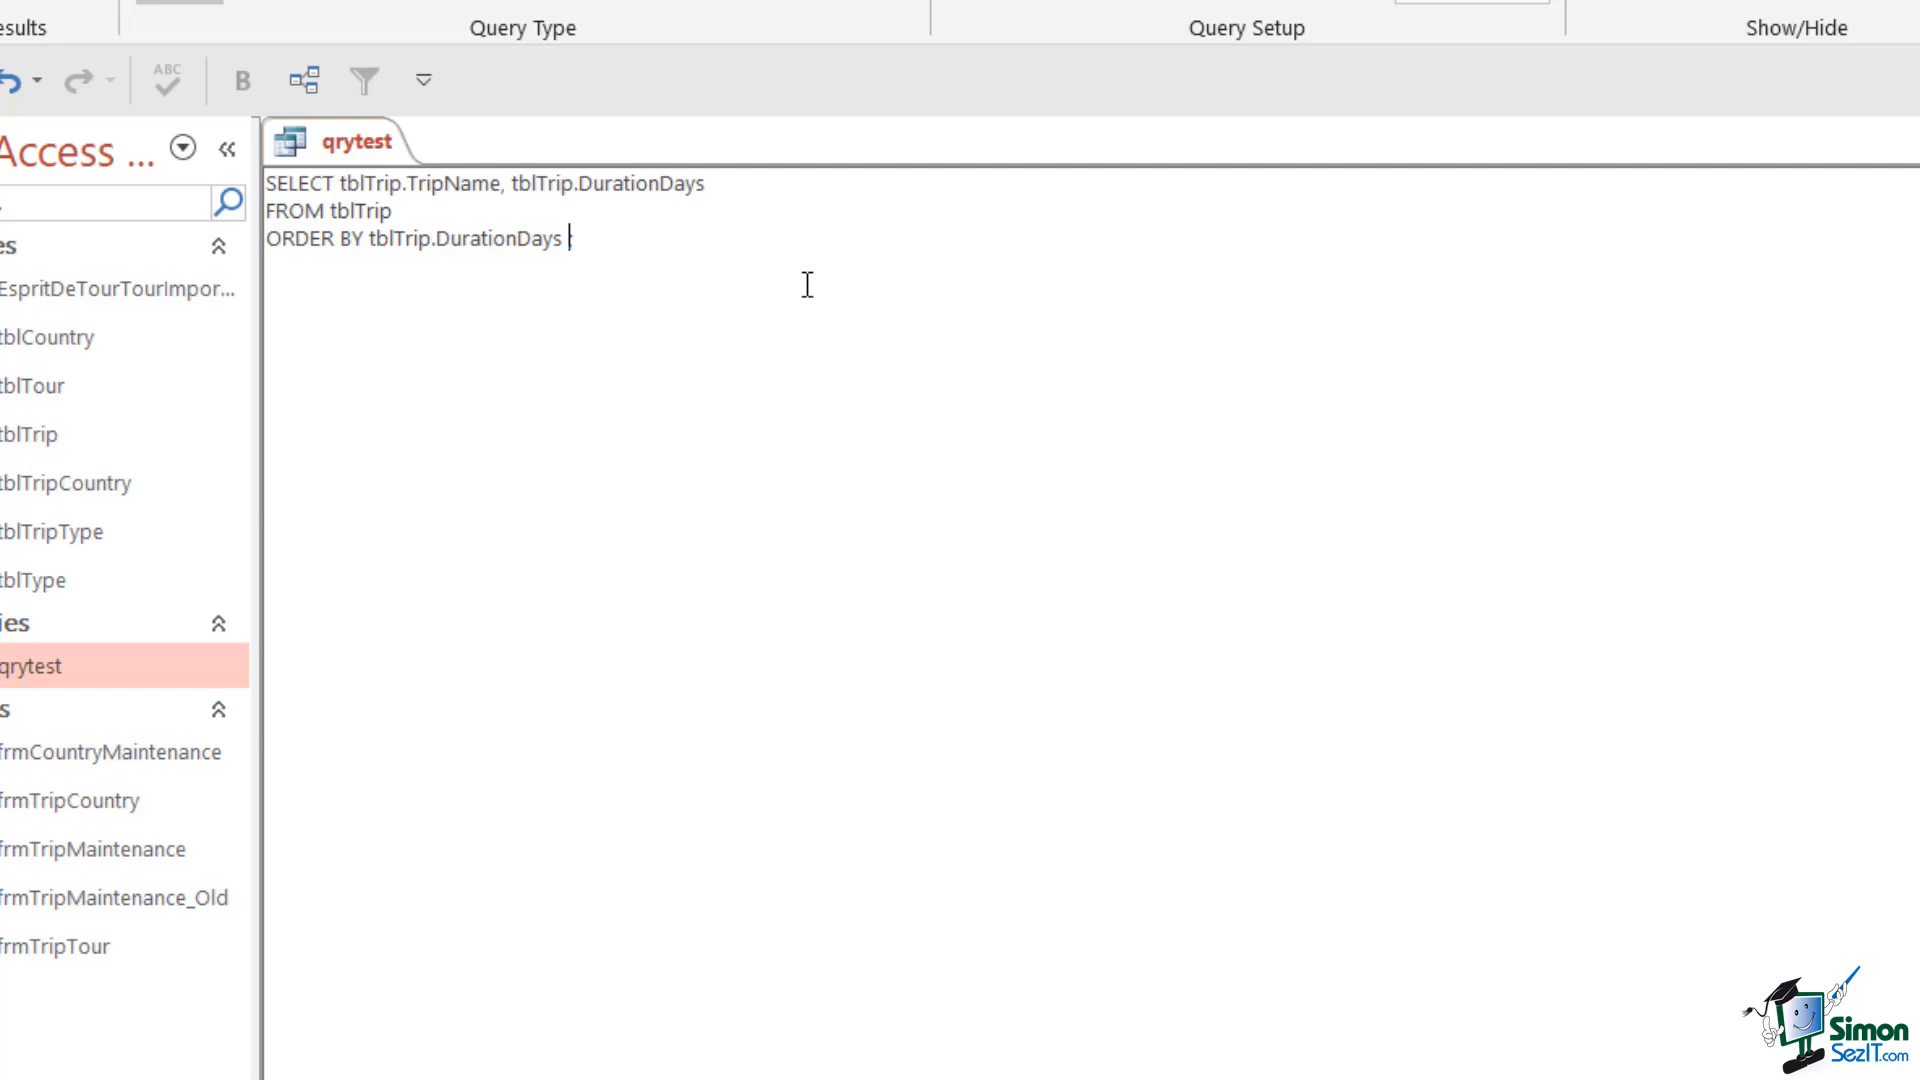 esults
Query Type
Query Setup
Show/Hide
ABC
B
Access ...
qrytest
SELECT tblTrip.TripName, tblTrip.DurationDays
FROM tblTrip
ORDER BY tblTrip.DurationDays ;
es
EspritDeTourTourImpor...
tblCountry
tblTour
tblTrip
tblTripCountry
tblTripType
tblType
ies
qrytest
s
frmCountryMaintenance
frmTripCountry
frmTripMaintenance
frmTripMaintenance_Old
frmTripTour
Simon
SezIT.com